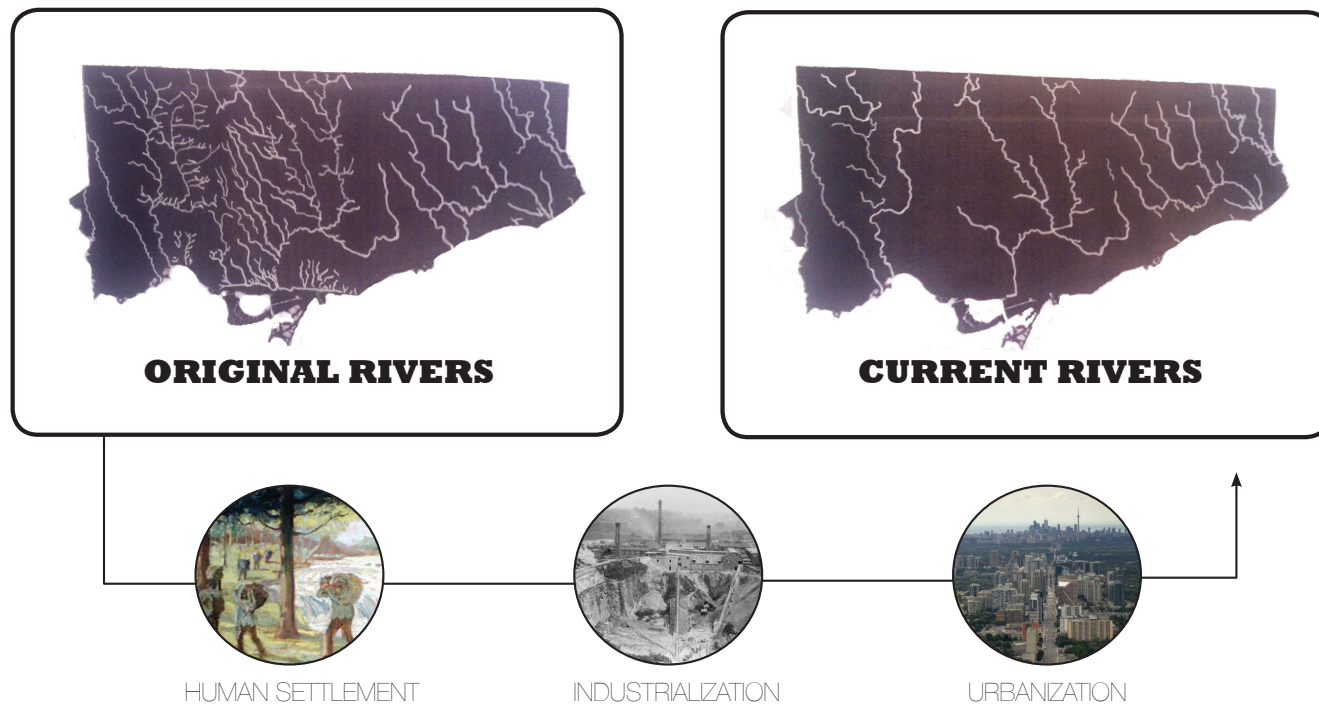 ORIGINAL RIVERS
CURRENT RIVERS
HUMAN SETTLEMENT
INDUSTRIALIZATION
URBANIZATION